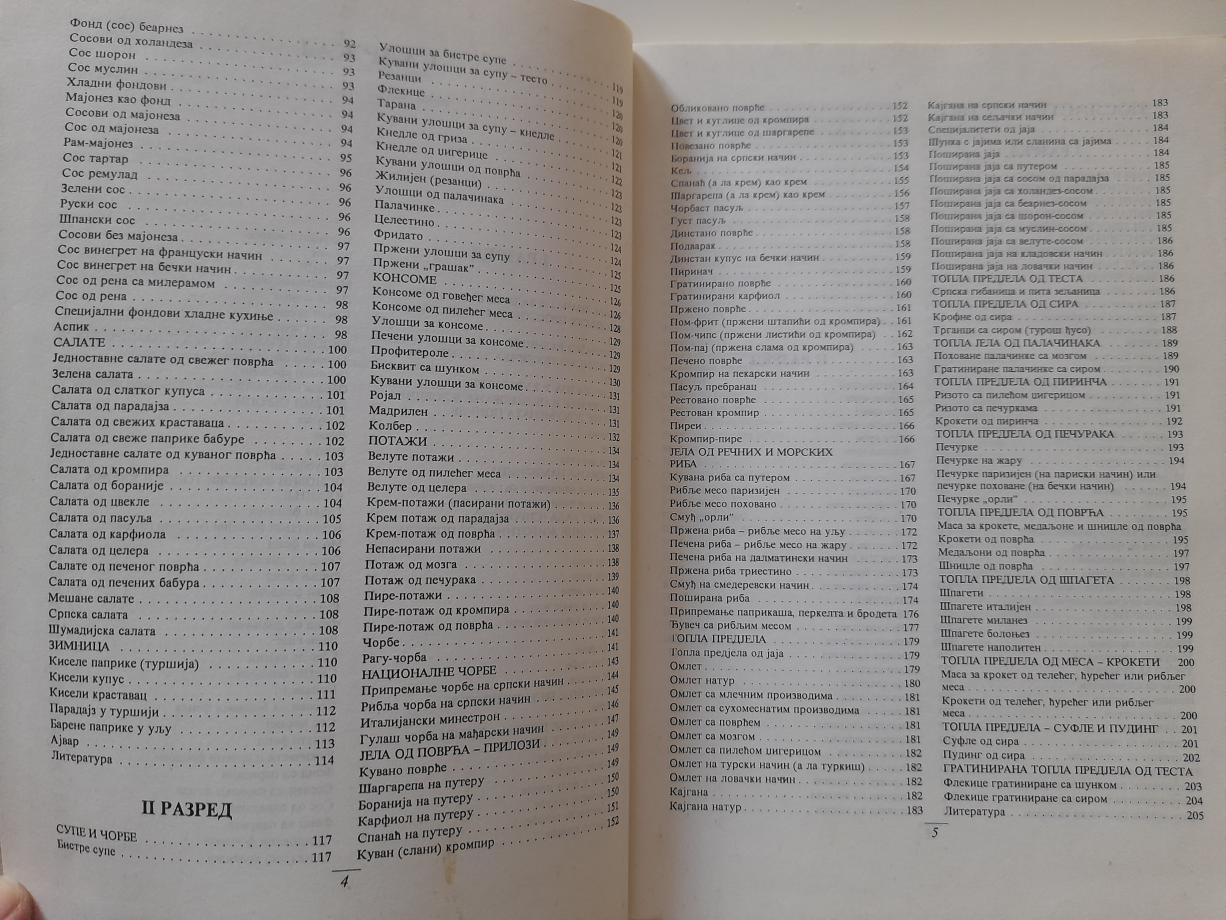 Фонд (сос) беарнез 92
Сосови од холандеза 93
Сос шорон 93
Сос муслин 93
Хладни фондови 94
Мајонез као фонд 94
Сосови од мајонеза 94
Сос од мајонеза 94
Рам-мајонез 95
Сос тартар 96
Сос ремулад 96
Зелени сос 96
Руски сос 96
Шпански сос 96
Сосови без мајонеза 97
Сос винегрет на француски начин 97
Сос винегрет на бечки начин 97
Сос од рена са милерамом 98
Сос од рена 98
Специјални фондови хладне кухиње 98
Аспик 98
САЛАТЕ 100
Једноставне салате од свежег поврћа 100
Зелена салата 100
Салата од слатког купуса 101
Салата од парадајза 101
Салата од свежих краставаца 102
Салата од свеже паприке бабуре 102
Једноставне салате од куваног поврћа 103
Салата од кромпира 103
Салата од бораније 104
Салата од цвекле 104
Салата од пасуља 105
Салата од карфиола 106
Салата од целера 106
Салате од печеног поврћа 107
Салата од печених бабура 107
Мешане салате 108
Српска салата 108
Шумадијска салата 108
ЗИМНИЦА 110
Киселе паприке (туршија) 110
Кисели купус 110
Кисели краставац 111
Парадајз у туршији 112
Барене паприке у уљу 112
Ајвар 113
Литература 114
II РАЗРЕД
СУПЕ И ЧОРБЕ 117
Бистре супе 117
Улошци за бистре супе 119
Кувани улошци за супу – тесто 119
Резанци 120
Флекице 120
Тарана 120
Кувани улошци за супу – кнедле 121
Кнедле од гриза 121
Кнедле од џигерице 122
Кувани улошци од поврћа 123
Жилијен (резанци) 123
Улошци од палачинака 123
Палачинке 123
Целестино 124
Фридато 124
Пржени улошци за супу 125
Пржени „грашак“ 125
КОНСОМЕ 126
Консоме од говеђег меса 126
Консоме од пилећег меса 128
Улошци за консоме 129
Печени улошци за консоме 129
Профитероле 129
Бисквит са шунком 130
Кувани улошци за консоме 131
Ројал 131
Мадрилен 131
Колбер 132
ПОТАЖИ 134
Велуте потажи 134
Велуте од пилећег меса 134
Велуте од целера 135
Крем-потажи (пасирани потажи) 136
Крем потаж од парадајза 136
Крем-потаж од поврћа 137
Непасирани потажи 138
Потаж од мозга 138
Потаж од печурака 139
Пире-потажи 140
Пире-потаж од кромпира 140
Пире-потаж од поврћа 140
Чорбе 141
Рагу-чорба 141
НАЦИОНАЛНЕ ЧОРБЕ 143
Припремање чорбе на српски начин 144
Рибља чорба на српски начин 145
Италијански минестрон 146
Гулаш чорба на мађарски начин 147
ЈЕЛА ОД ПОВРЋА – ПРИЛОЗИ 149
Кувано поврће 149
Шаргарепа на путеру 149
Боранија на путеру 150
Карфиол на путеру 150
Спанаћ на путеру 151
Куван (слани) кромпир 152
4
Обликовано поврће 152
Цвет и куглице од кромпира 152
Цвет и куглице од шаргарепе 153
Повезано поврће 153
Боранија на српски начин 153
Кељ 154
Спанаћ (а ла крем) као крем 155
Шаргарепа (а ла крем) као крем 156
Чорбаст пасуљ 157
Густ пасуљ 158
Динстано поврће 158
Подварак 158
Динстан купус на бечки начин 159
Пиринач 159
Гратинирано поврће 160
Гратинирани карфиол 160
Пржено поврће 161
Пом-фрит (пржени штапићи од кромпира) 161
Пом-чипс (пржени листићи од кромпира) 162
Пом-пај (пржена слама од кромпира) 163
Печено поврће 163
Кромпир на пекарски начин 163
Пасуљ пребранац 164
Рестовано поврће 165
Рестован кромпир 165
Пиреи 166
Кромпир-пире 166
ЈЕЛА ОД РЕЧНИХ И МОРСКИХ
РИБА 167
Кувана риба са путером 167
Рибље месо паризијен 170
Рибље месо поховано 170
Смуђ „орли“ 170
Пржена риба – рибље месо на уљу 172
Печена риба – рибље месо на жару 172
Печена риба на далматински начин 173
Пржена риба триестино 173
Смуђ на смедеревски начин 174
Поширана риба 174
Припремање паприкаша, перкелта и бродета 176
Ђувеч са рибљим месом 177
ТОПЛА ПРЕДЈЕЛА 179
Топла предјела од јаја 179
Омлет 179
Омлет натур 180
Омлет са млечним производима 181
Омлет са сухомеснатим производима 181
Омлет са поврћем 181
Омлет са мозгом 181
Омлет са пилећом џигерицом 182
Омлет на турски начин (а ла туркиш) 182
Омлет на ловачки начин 182
Кајгана 182
Кајгана натур 183
Кајгана на српски начин 183
Кајгана на сељачки начин 183
Специјалитети од јаја 184
Шунка с јајима или сланина са јајима 184
Поширана јаја 184
Поширана јаја са путером 185
Поширана јаја са сосом од парадајза 185
Поширана јаја са холандез-сосом 185
Поширана јаја са беарнез-сосом 185
Поширана јаја са шорон-сосом 185
Поширана јаја са муслин-сосом 185
Поширана јаја са велуте-сосом 186
Поширана јаја на кладовски начин 186
Поширана јаја на ловачки начин 186
ТОПЛА ПРЕДЈЕЛА ОД ТЕСТА 186
Српска гибаница и пита зељаница 186
ТОПЛА ПРЕДЈЕЛА ОД СИРА 187
Крофне од сира 187
Трганци са сиром (турош ћусо) 188
ТОПЛА ЈЕЛА ОД ПАЛАЧИНАКА 189
Поховане палачинке са мозгом 189
Гратиниране палачинке са сиром 190
ТОПЛА ПРЕДЈЕЛА ОД ПИРИНЧА 191
Ризото са пилећом џигерицом 191
Ризото са печуркама 191
Крокети од пиринча 192
ТОПЛА ПРЕДЈЕЛА ОД ПЕЧУРАКА 193
Печурке 193
Печурке на жару 194
Печурке паризијен (на париски начин) или
печурке поховане (на бечки начин) 194
Печурке „орли“ 195
ТОПЛА ПРЕДЈЕЛА ОД ПОВРЋА 195
Маса за крокете, медаљоне и шницле од поврћа
Крокети од поврћа 195
Медаљони од поврћа 197
Шницле од поврћа 197
ТОПЛА ПРЕДЈЕЛА ОД ШПАГЕТА 198
Шпагети 198
Шпагете италијен 198
Шпагете миланез 199
Шпагете болоњез 199
Шпагете наполитен 199
ТОПЛА ПРЕДЈЕЛА ОД МЕСА – КРОКЕТИ 200
Маса за крокет од телећег, ћурећег или рибљег
меса 200
Крокети од телећег, ћурећег или рибљег
меса 200
ТОПЛА ПРЕДЈЕЛА – СУФЛЕ И ПУДИНГ 201
Суфле од сира 201
Пудинг од сира 202
ГРАТИНИРАНА ТОПЛА ПРЕДЈЕЛА ОД ТЕСТА
Флекице гратиниране са шунком 203
Флекице гратиниране са сиром 204
Литература 205
5